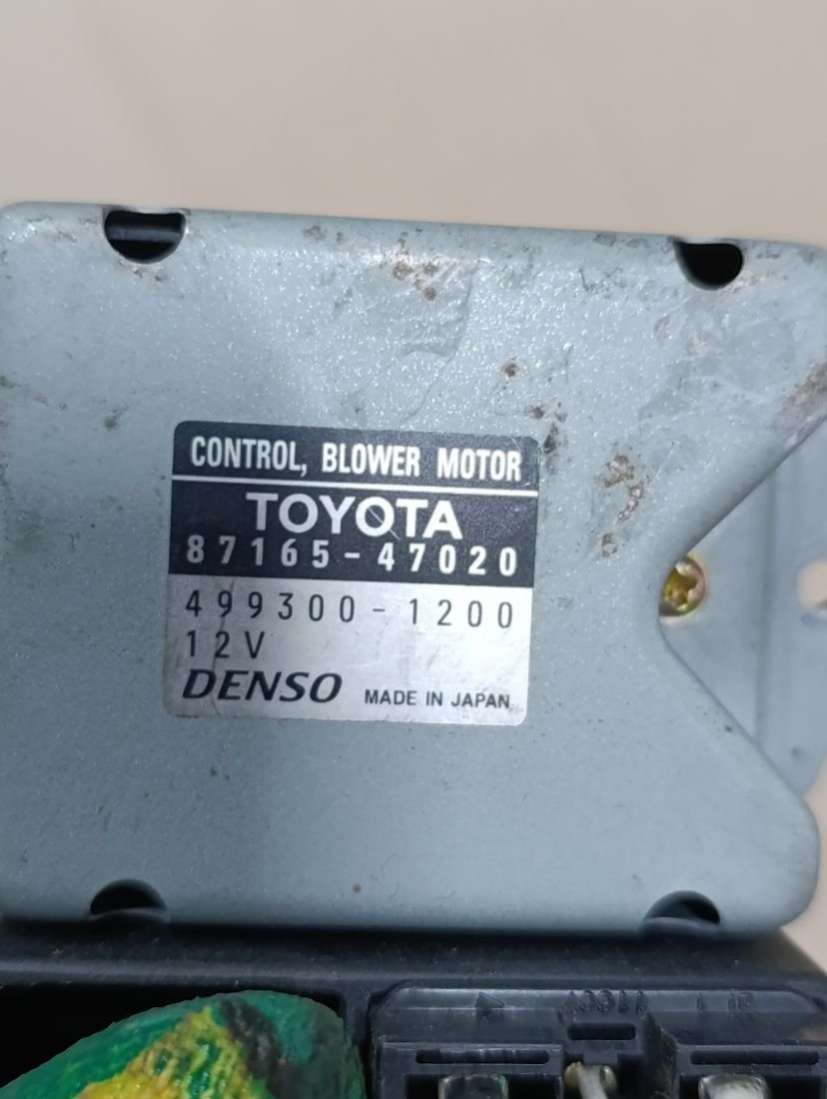 CONTROL, BLOWER MOTOR
TOYOTA
87165-47020
499300-1200
12V
DENSO MADE IN JAPAN